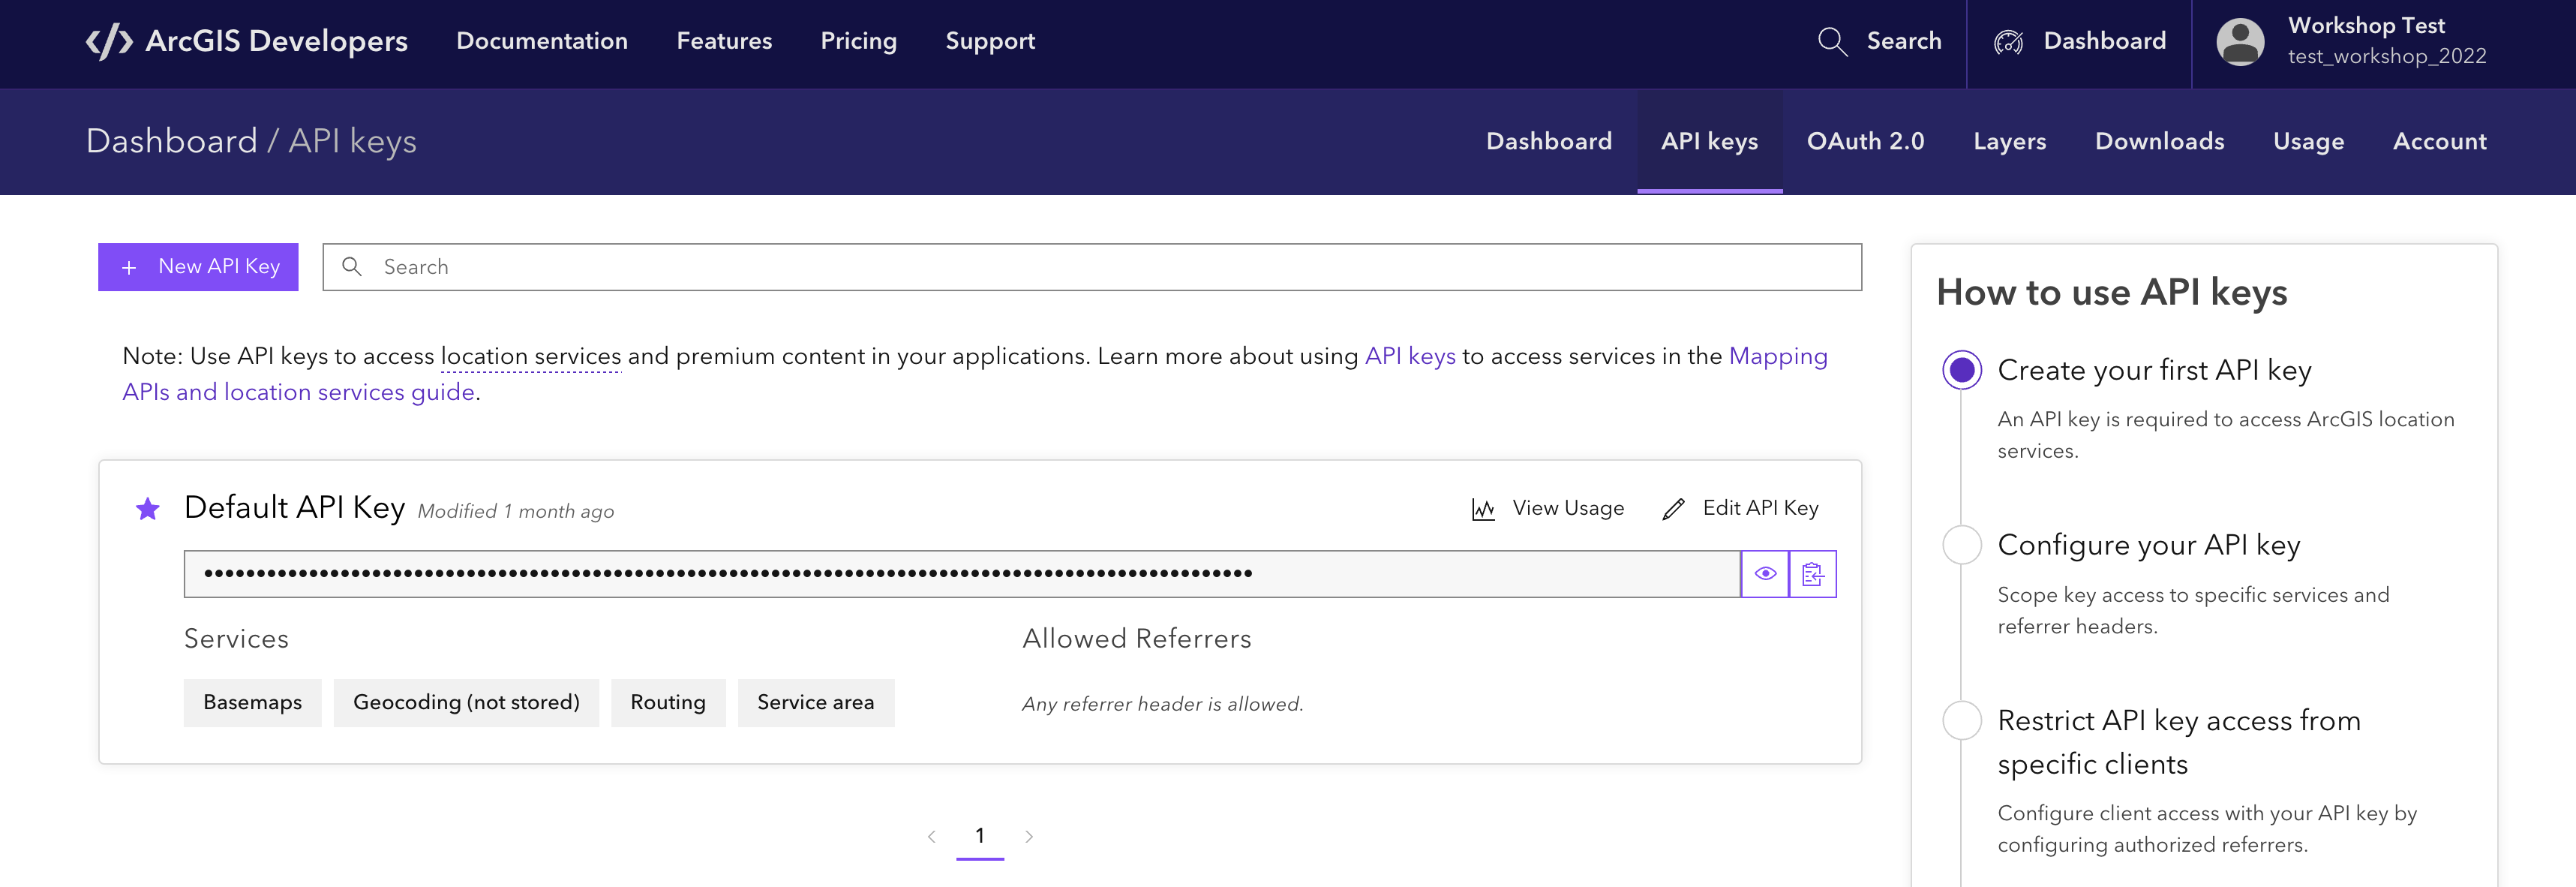 ArcGIS Developers Documentation Features Pricing Support Search Dashboard Workshop Test
test_workshop_2022
Dashboard / API keys Dashboard API keys OAuth 2.0 Layers Downloads Usage Account
+ New API Key Search
Note: Use API keys to access location services and premium content in your applications. Learn more about using API keys to access services in the Mapping
APIs and location services guide.
Default API Key Modified 1 month ago View Usage Edit API Key
••••••••••••••••••••••••••••••••••••••••••••••••••••••••••••••••••••••••••••••••••••••••••••••••••••
Services
Basemaps Geocoding (not stored) Routing Service area
Allowed Referrers
Any referrer header is allowed.
< 1 >
How to use API keys
Create your first API key
An API key is required to access ArcGIS location
services.
Configure your API key
Scope key access to specific services and
referrer headers.
Restrict API key access from
specific clients
Configure client access with your API key by
configuring authorized referrers.